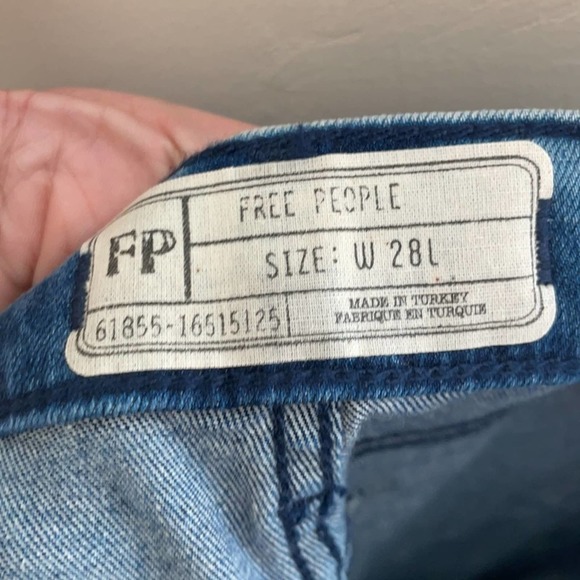 FP
FREE PEOPLE
SIZE: W 28L
61855-16515125
MADE IN TURKEY
FABRIQUE EN TURQUIE